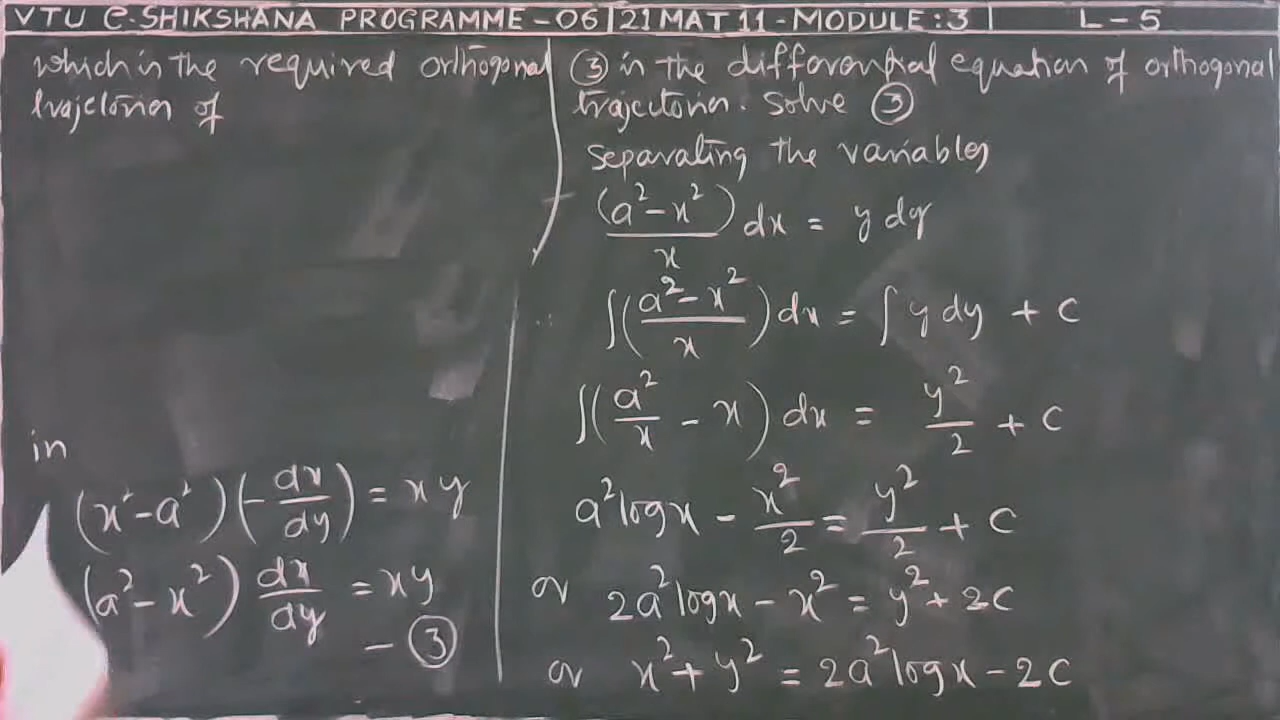 VTU e-SHIKSHANA PROGRAMME - 06 | 21 MAT 11 - MODULE : 3 | L - 5
which is the required orthogonal
trajectories of
in
(x² - a²)(-dx/dy) = xy
(a² - x²) dx/dy = xy
- ③
③ is the differential equation of orthogonal
trajectories. Solve ③
separating the variables
(a² - x²)/x dx = y dy
∫((a² - x²)/x) dx = ∫ y dy + c
∫(a²/x - x) dx = y²/2 + c
a² log x - x²/2 = y²/2 + c
or 2a² log x - x² = y² + 2c
or x² + y² = 2a² log x - 2c